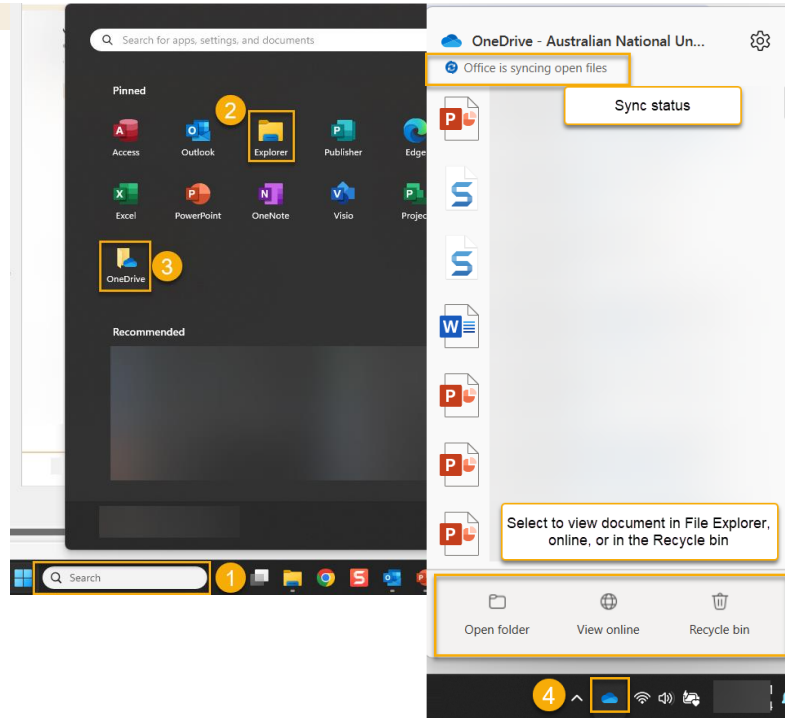 Search for apps, settings, and documents
Pinned
2
Access
Outlook
Explorer
Publisher
Edge
Excel
PowerPoint
OneNote
Visio
Projec
OneDrive
3
Recommended
Search
1
OneDrive - Australian National Un...
Office is syncing open files
Sync status
Select to view document in File Explorer,
online, or in the Recycle bin
Open folder
View online
Recycle bin
4